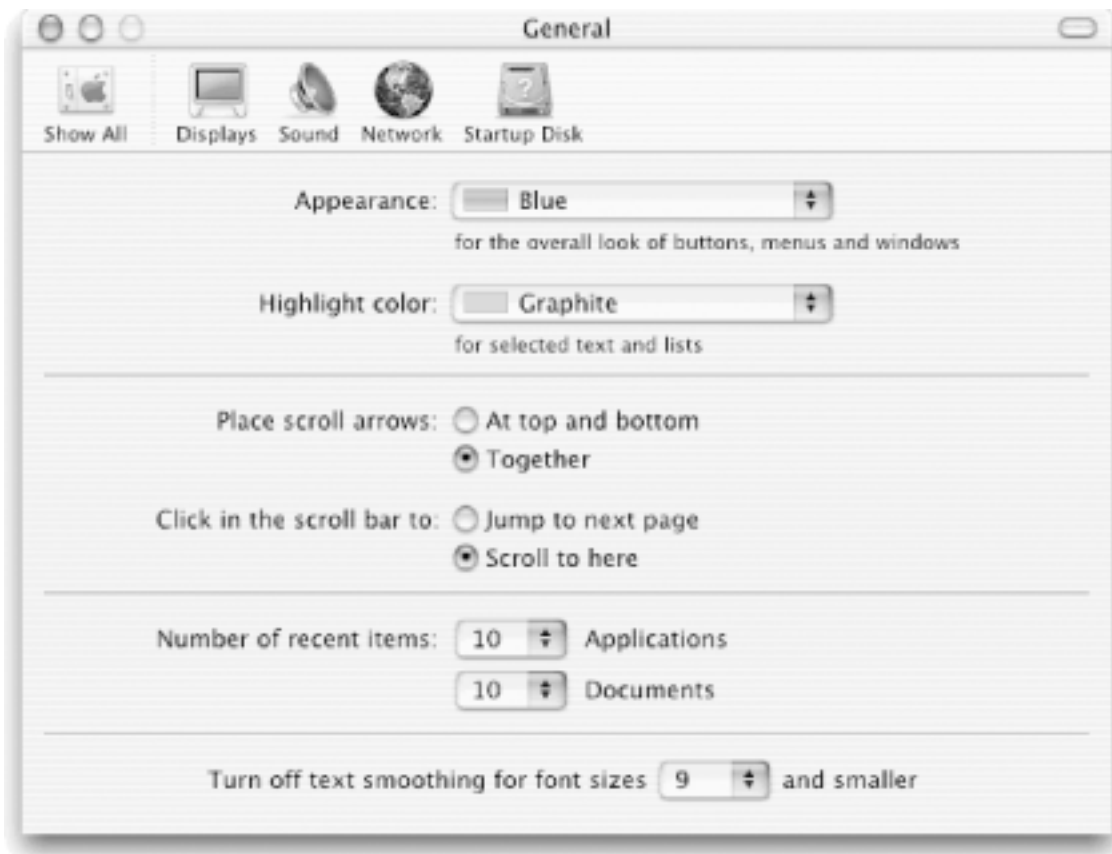 General
Show All Displays Sound Network Startup Disk
Appearance: Blue
for the overall look of buttons, menus and windows
Highlight color: Graphite
for selected text and lists
Place scroll arrows: At top and bottom
Together
Click in the scroll bar to: Jump to next page
Scroll to here
Number of recent items: 10 Applications
10 Documents
Turn off text smoothing for font sizes 9 and smaller